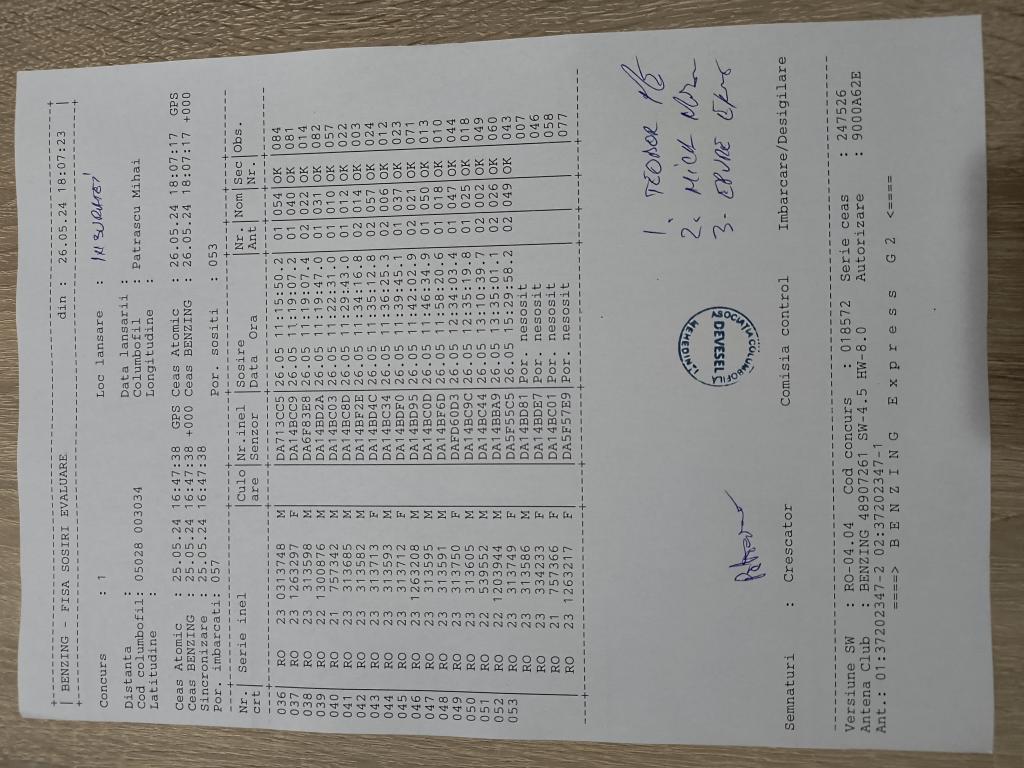 BENZING - FISA SOSIRI EVALUARE din : 26.05.24 18:07:23
Concurs : 1 Loc lansare :
Distanta : Data lansarii :
Cod columbofil: 05028 003034 Columbofil : Patrascu Mihai
Latitudine : Longitudine :
Ceas Atomic : 25.05.24 16:47:38 GPS Ceas Atomic : 26.05.24 18:07:17 GPS
Ceas BENZING : 25.05.24 16:47:38 +000 Ceas BENZING : 26.05.24 18:07:17 +000
Sincronizare : 25.05.24 16:47:38
Por. imbarcati: 057 Por. sositi : 053
Nr. Serie inel Culo Nr.inel Sosire Nr. Nom Sec Obs.
crt are Senzor Data Ora Ant Nr.
036 RO 23 0313748 M DA713CC5 26.05 11:15:50.2 01 054 OK 084
037 RO 23 1263297 F DA14BCC9 26.05 11:19:07.2 01 040 OK 081
038 RO 23 313598 M DA6F83E8 26.05 11:19:07.4 02 022 OK 014
039 RO 22 1300876 M DA14BD2A 26.05 11:19:47.0 01 031 OK 082
040 RO 21 757342 M DA14BC03 26.05 11:22:31.0 01 010 OK 057
041 RO 23 313685 M DA14BC8D 26.05 11:29:43.0 01 012 OK 022
042 RO 23 313582 M DA14BF2E 26.05 11:34:16.8 02 014 OK 003
043 RO 23 313713 F DA14BD4C 26.05 11:35:12.8 02 057 OK 024
044 RO 23 313593 M DA14BC34 26.05 11:36:25.3 02 006 OK 012
045 RO 23 313712 F DA14BDF0 26.05 11:39:45.1 01 037 OK 023
046 RO 23 1263208 M DA14BD95 26.05 11:42:02.9 02 021 OK 071
047 RO 23 313595 M DA14BC0D 26.05 11:46:34.9 01 050 OK 013
048 RO 23 313591 M DA14BF6D 26.05 11:58:20.6 01 018 OK 010
049 RO 23 313750 F DAFD60D3 26.05 12:34:03.4 01 047 OK 044
050 RO 23 313605 M DA14BC9C 26.05 12:35:19.8 01 025 OK 018
051 RO 22 539552 M DA14BC44 26.05 13:10:39.7 02 002 OK 049
052 RO 22 1203944 M DA14BBA9 26.05 13:35:01.1 02 026 OK 060
053 RO 23 313749 F DA5F55C5 26.05 15:29:58.2 02 049 OK 043
RO 23 313586 M DA14BD81 Por. nesosit 007
RO 23 334233 F DA14BDE7 Por. nesosit 046
RO 21 757366 F DA14BC01 Por. nesosit 058
RO 23 1263217 F DA5F57E9 Por. nesosit 077
1. TEODOR
2. MICK
3. EPURE
ASOCIATIA COLUMBOFILA
DEVESELU
MEHEDINTI
Semnaturi : Crescator Comisia control Imbarcare/Desigilare
Versiune SW : RO-04.04 Cod concurs : 016572 Serie ceas : 247526
Antena Club : BENZING 48907261 SW-4.5 HW-8.0 Autorizare : 9000A62E
Ant.: 01:37202347-2 02:37202347-1
====> B E N Z I N G E x p r e s s G 2 <====